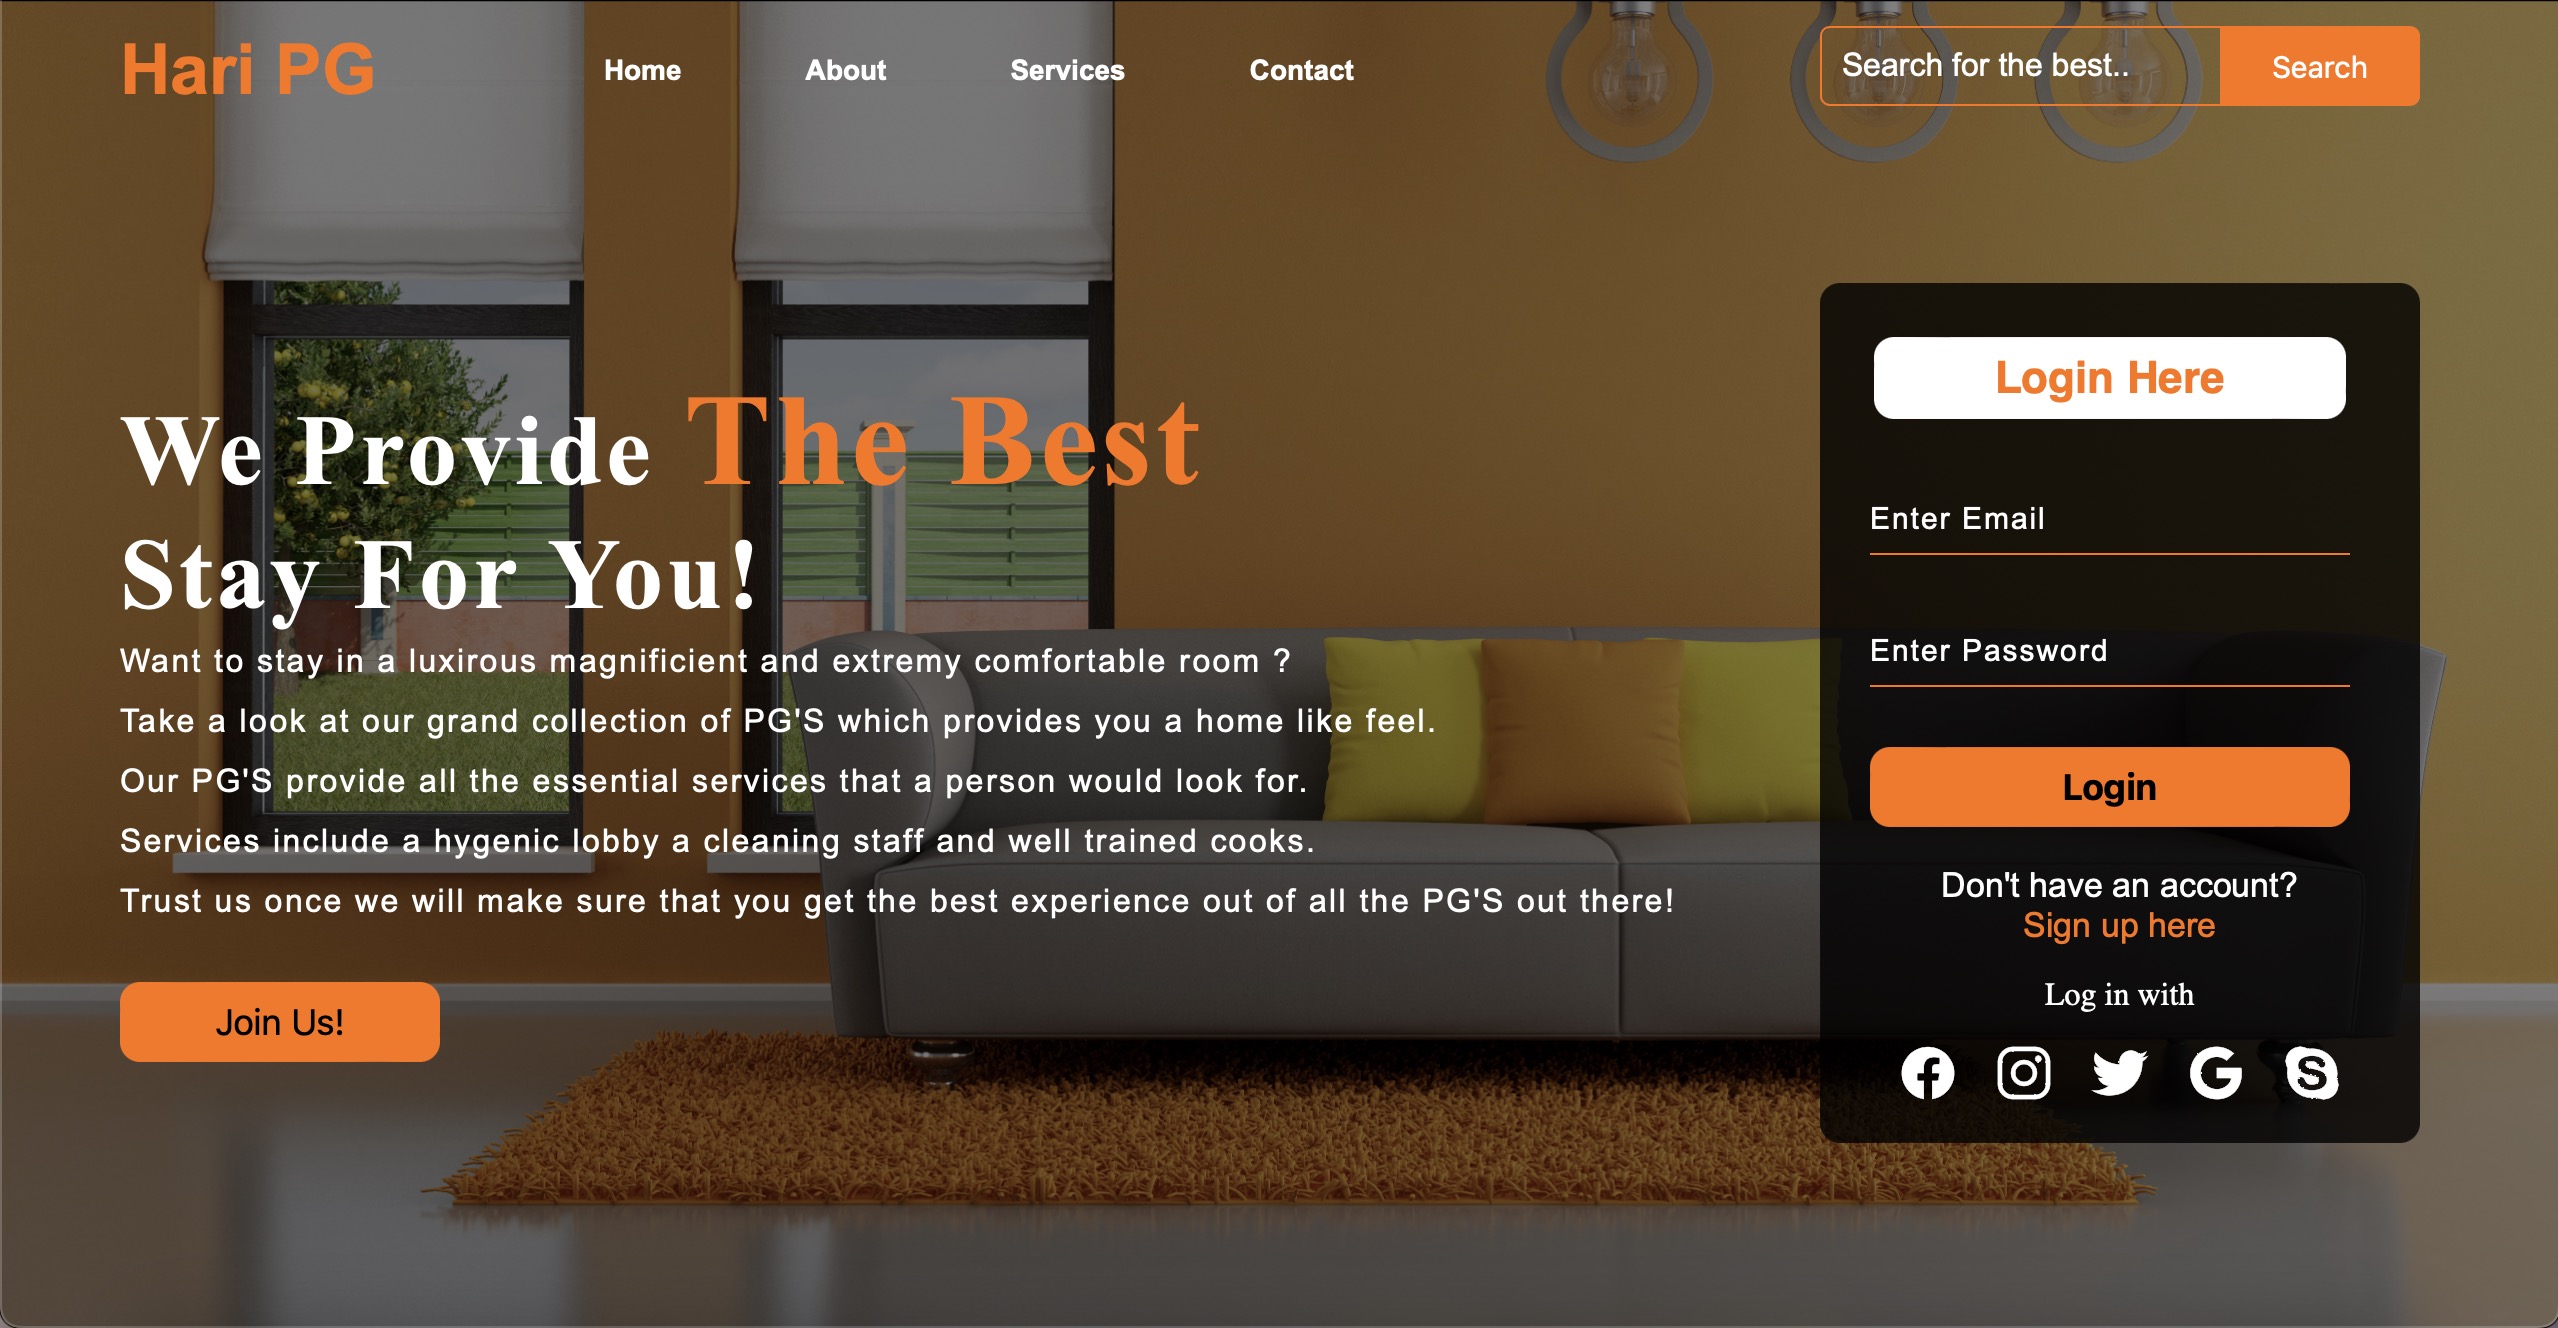 Hari PG
Home
About
Services
Contact
Search for the best..
Search
We Provide The Best
Stay For You!
Want to stay in a luxirous magnificient and extremy comfortable room ?
Take a look at our grand collection of PG'S which provides you a home like feel.
Our PG'S provide all the essential services that a person would look for.
Services include a hygenic lobby a cleaning staff and well trained cooks.
Trust us once we will make sure that you get the best experience out of all the PG'S out there!
Join Us!
Login Here
Enter Email
Enter Password
Login
Don't have an account?
Sign up here
Log in with